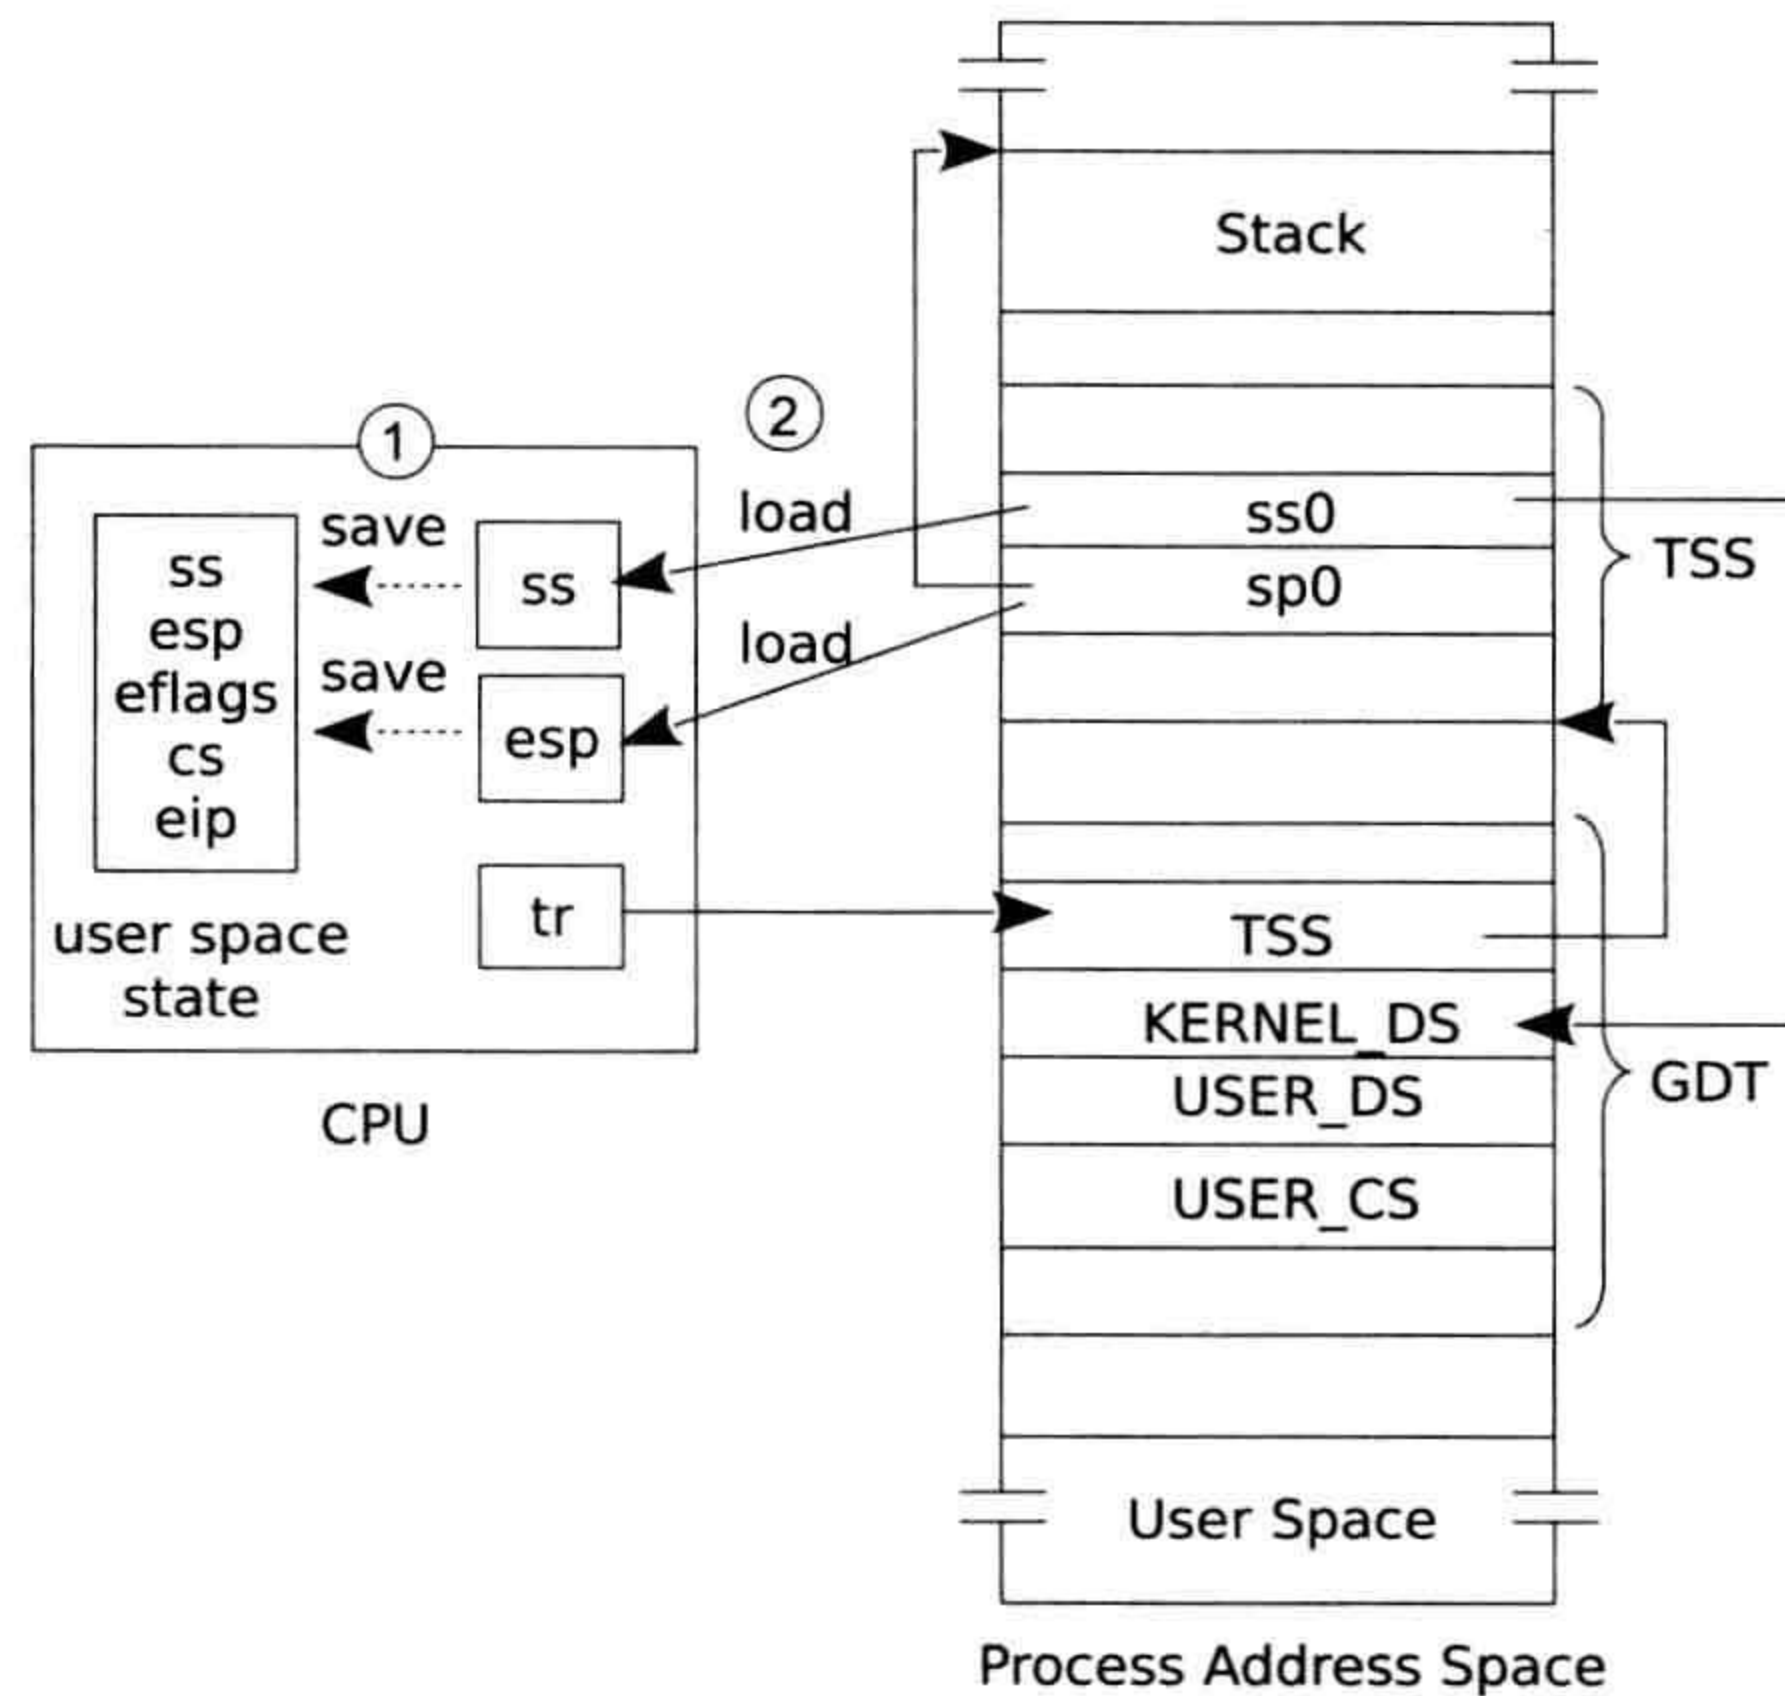 Stack
1
2
save
load
ss
esp
eflags
cs
eip
ss
ss0
TSS
sp0
save
load
esp
tr
user space
state
TSS
KERNEL_DS
USER_DS
GDT
USER_CS
CPU
User Space
Process Address Space